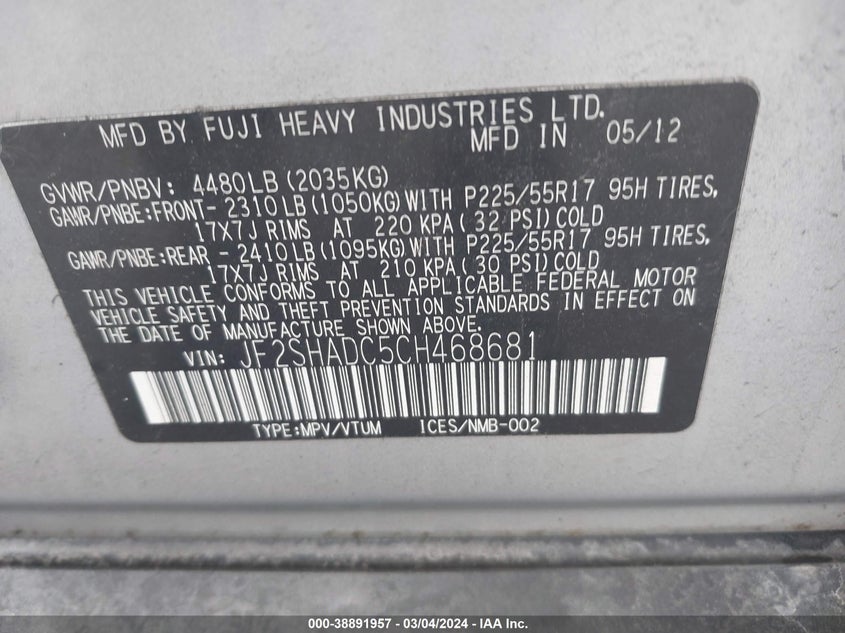 MFD BY FUJI HEAVY INDUSTRIES LTD.
MFD IN 05/12
GVWR/PNBV: 4480LB(2035KG)
GAWR/PNBE:FRONT- 2310LB(1050KG)WITH P225/55R17 95H TIRES,
17X7J RIMS AT 220 KPA( 32 PSI)COLD
GAWR/PNBE:REAR - 2410LB(1095KG)WITH P225/55R17 95H TIRES,
17X7J RIMS AT 210 KPA( 30 PSI)COLD
THIS VEHICLE CONFORMS TO ALL APPLICABLE FEDERAL MOTOR
VEHICLE SAFETY AND THEFT PREVENTION STANDARDS IN EFFECT ON
THE DATE OF MANUFACTURE SHOWN ABOVE.
VIN: JF2SHADC5CH468681
TYPE:MPV/VTUM ICES/NMB-002
000-38891957 - 03/04/2024 - IAA Inc.